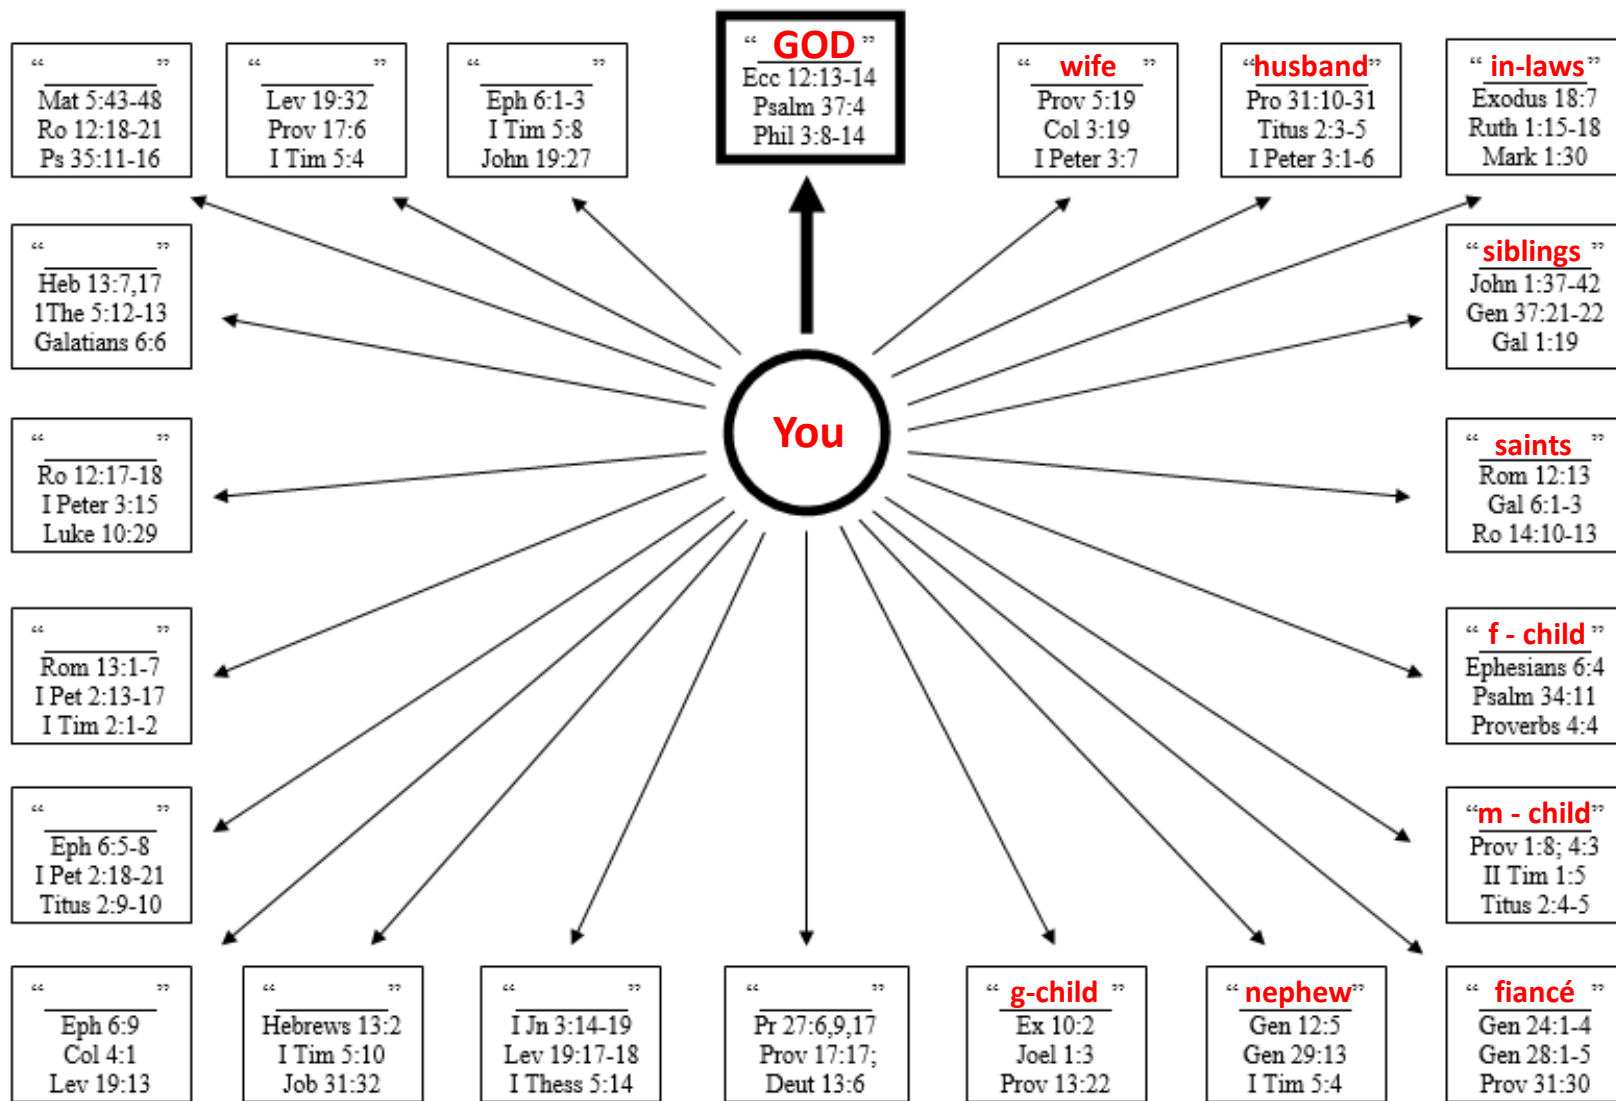 “ ”
Mat 5:43-48
Ro 12:18-21
Ps 35:11-16
“ ”
Lev 19:32
Prov 17:6
I Tim 5:4
“ ”
Eph 6:1-3
I Tim 5:8
John 19:27
“ GOD ”
Ecc 12:13-14
Psalm 37:4
Phil 3:8-14
“ wife ”
Prov 5:19
Col 3:19
I Peter 3:7
“husband”
Pro 31:10-31
Titus 2:3-5
I Peter 3:1-6
“ in-laws ”
Exodus 18:7
Ruth 1:15-18
Mark 1:30
“ ”
Heb 13:7,17
1The 5:12-13
Galatians 6:6
“siblings ”
John 1:37-42
Gen 37:21-22
Gal 1:19
You
“ ”
Ro 12:17-18
I Peter 3:15
Luke 10:29
“ saints ”
Rom 12:13
Gal 6:1-3
Ro 14:10-13
“ ”
Rom 13:1-7
I Pet 2:13-17
I Tim 2:1-2
“ f - child ”
Ephesians 6:4
Psalm 34:11
Proverbs 4:4
“ ”
Eph 6:5-8
I Pet 2:18-21
Titus 2:9-10
“m - child”
Prov 1:8; 4:3
II Tim 1:5
Titus 2:4-5
“ ”
Eph 6:9
Col 4:1
Lev 19:13
“ ”
Hebrews 13:2
I Tim 5:10
Job 31:32
“ ”
I Jn 3:14-19
Lev 19:17-18
I Thess 5:14
“ ”
Pr 27:6,9,17
Prov 17:17;
Deut 13:6
“ g-child ”
Ex 10:2
Joel 1:3
Prov 13:22
“ nephew”
Gen 12:5
Gen 29:13
I Tim 5:4
“ fiancé ”
Gen 24:1-4
Gen 28:1-5
Prov 31:30